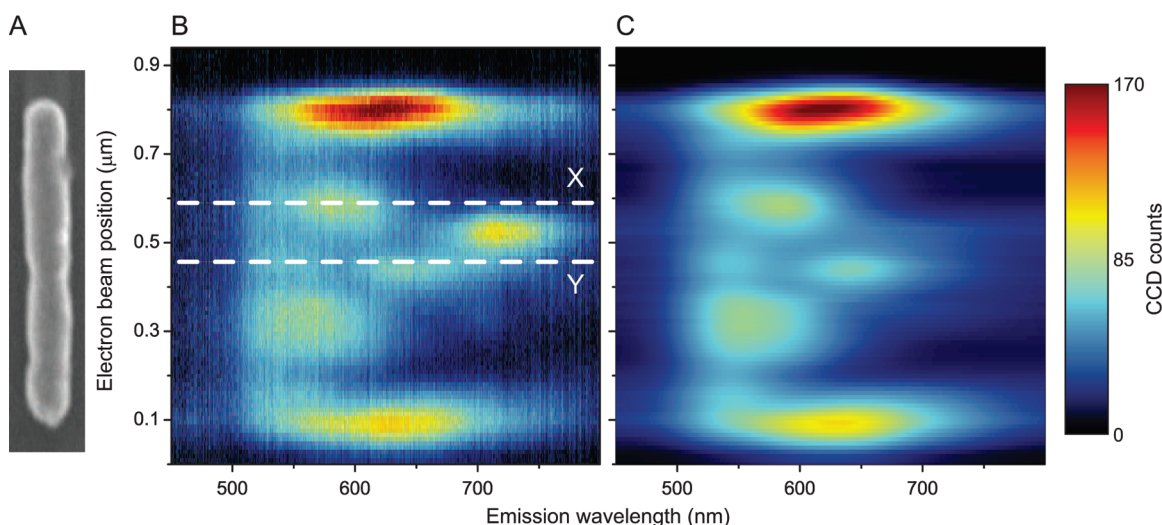 A
B
C
0.9
0.7
0.5
0.3
0.1
Electron beam position (μm)
X
Y
500
600
700
500
600
700
Emission wavelength (nm)
170
85
0
CCD counts